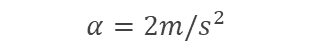 α = 2m/s²